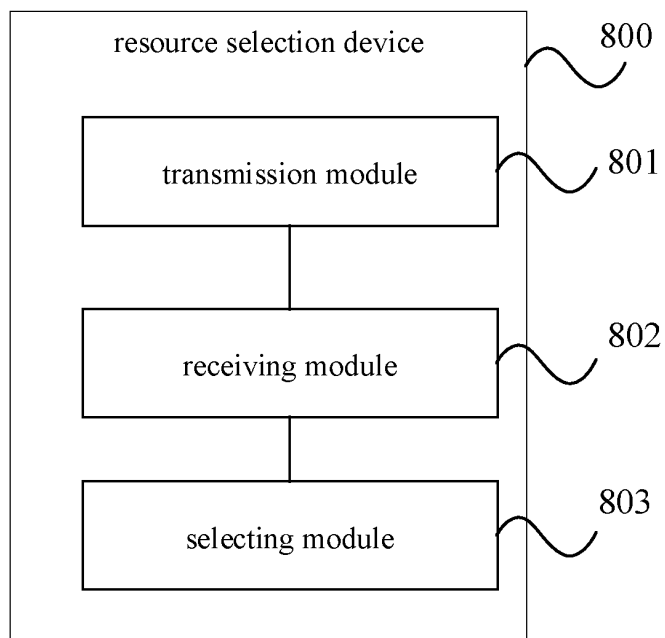 resource selection device
800
transmission module
801
receiving module
802
selecting module
803